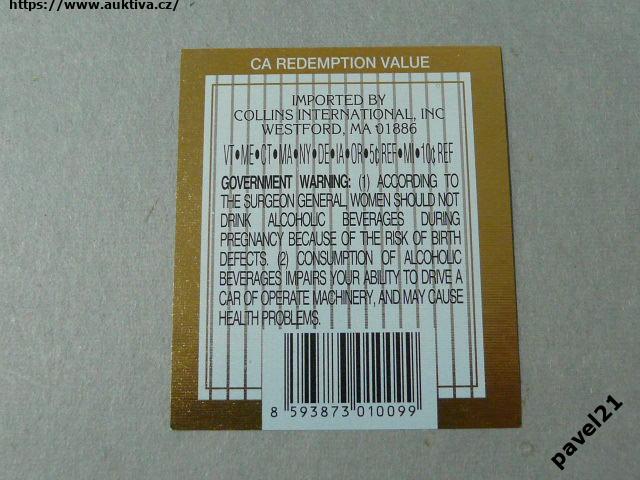 https://www.auktiva.cz/
CA REDEMPTION VALUE
IMPORTED BY
COLLINS INTERNATIONAL, INC
WESTFORD, MA 01886
VT•ME•CT•MA•NY•DE•IA•OR•5¢REF•MI•10¢REF
GOVERNMENT WARNING: (1) ACCORDING TO
THE SURGEON GENERAL, WOMEN SHOULD NOT
DRINK ALCOHOLIC BEVERAGES DURING
PREGNANCY BECAUSE OF THE RISK OF BIRTH
DEFECTS. (2) CONSUMPTION OF ALCOHOLIC
BEVERAGES IMPAIRS YOUR ABILITY TO DRIVE A
CAR OF OPERATE MACHINERY, AND MAY CAUSE
HEALTH PROBLEMS.
8 593873 010099
pavel21